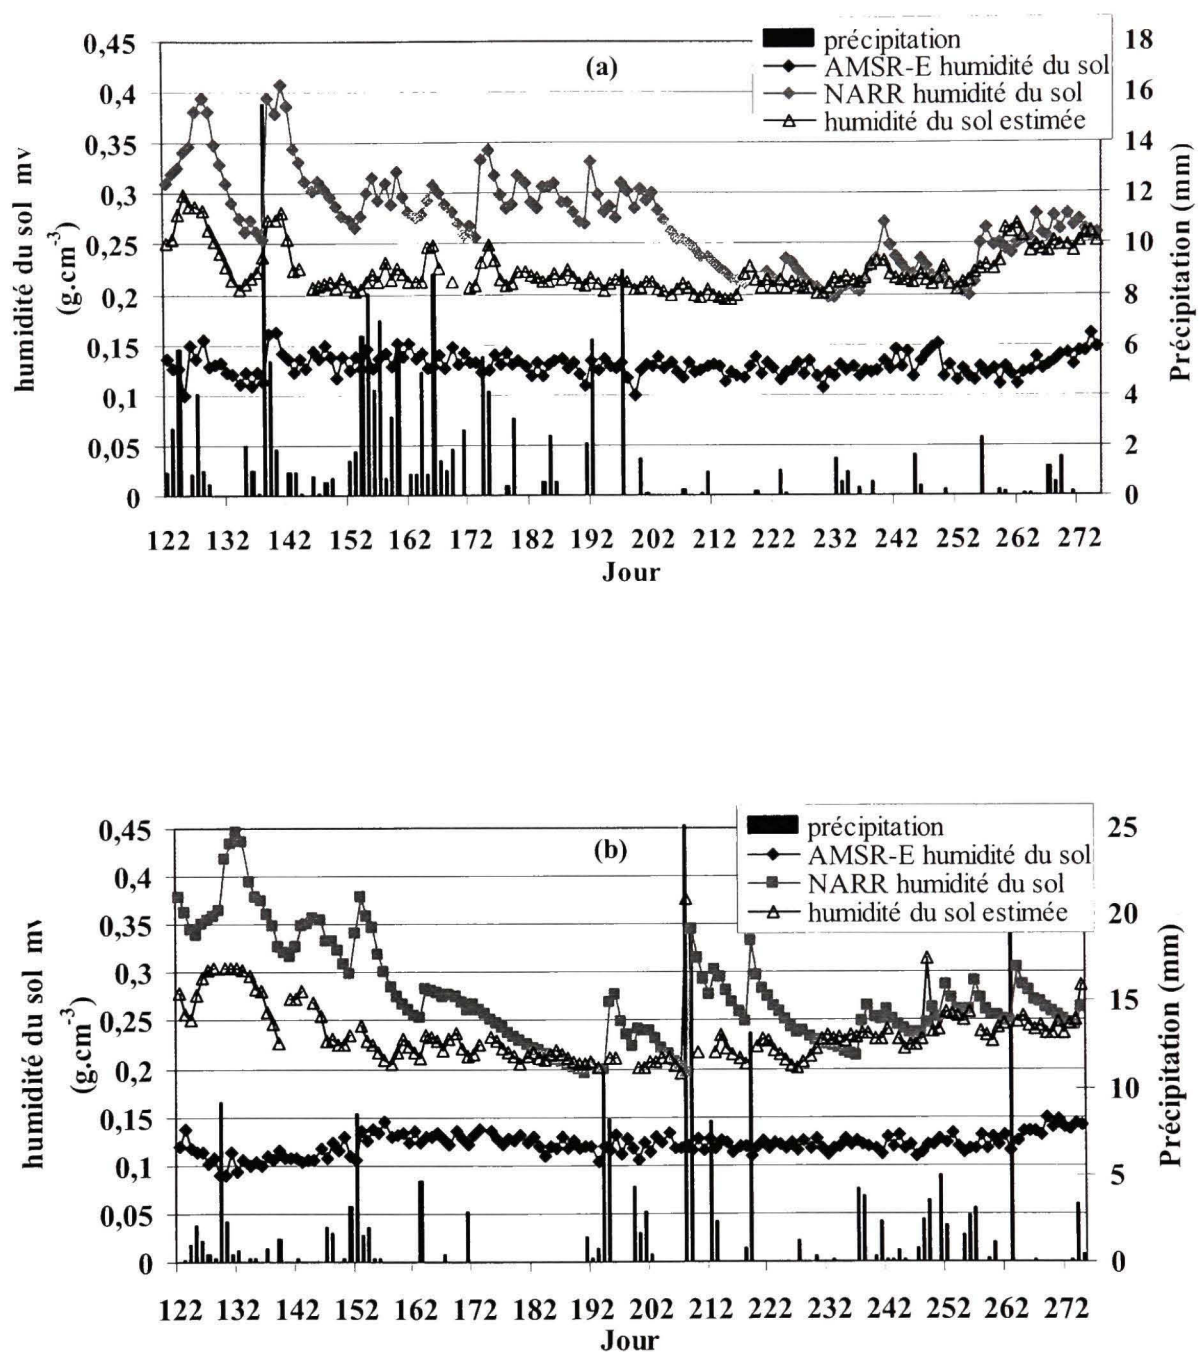 (a)
précipitation
AMSR-E humidité du sol
NARR humidité du sol
humidité du sol estimée
0,45
0,4
0,35
0,3
0,25
0,2
0,15
0,1
0,05
0
18
16
14
12
10
8
6
4
2
0
humidité du sol mv
(g.cm-3)
Précipitation (mm)
122 132 142 152 162 172 182 192 202 212 222 232 242 252 262 272
Jour
(b)
précipitation
AMSR-E humidité du sol
NARR humidité du sol
humidité du sol estimée
0,45
0,4
0,35
0,3
0,25
0,2
0,15
0,1
0,05
0
25
20
15
10
5
0
humidité du sol mv
(g.cm-3)
Précipitation (mm)
122 132 142 152 162 172 182 192 202 212 222 232 242 252 262 272
Jour